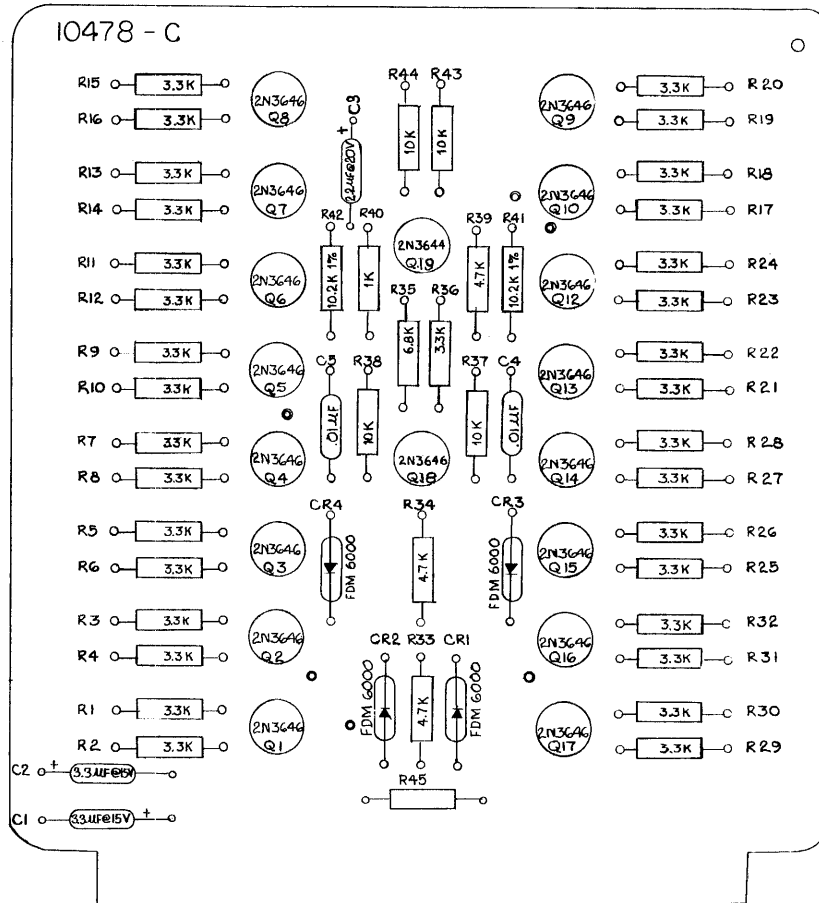 10478 - C
R15 3.3K
R16 3.3K
2N3646 Q8
R13 3.3K
R14 3.3K
2N3646 Q7
R11 3.3K
R12 3.3K
2N3646 Q6
R9 3.3K
R10 3.3K
2N3646 Q5
R7 3.3K
R8 3.3K
2N3646 Q4
R5 3.3K
R6 3.3K
2N3646 Q3
R3 3.3K
R4 3.3K
2N3646 Q2
R1 3.3K
R2 3.3K
2N3646 Q1
C2 + 3.3UF@15V
C1 3.3UF@15V +
+ C3
2.2UF@20V
R44 10K
R43 10K
R42 10.2K 1%
R40 1K
2N3644 Q19
R39 4.7K
R41 10.2K 1%
R35 6.8K
R36 3.3K
C5 .01UF
R38 10K
R37 10K
C4 .01UF
2N3646 Q18
CR4 FDM 6000
R34 4.7K
CR3 FDM 6000
CR2 FDM 6000
R33 4.7K
CR1 FDM 6000
R45
2N3646 Q9
3.3K R20
3.3K R19
2N3646 Q10
3.3K R18
3.3K R17
2N3646 Q12
3.3K R24
3.3K R23
2N3646 Q13
3.3K R22
3.3K R21
2N3646 Q14
3.3K R28
3.3K R27
2N3646 Q15
3.3K R26
3.3K R25
2N3646 Q16
3.3K R32
3.3K R31
2N3646 Q17
3.3K R30
3.3K R29